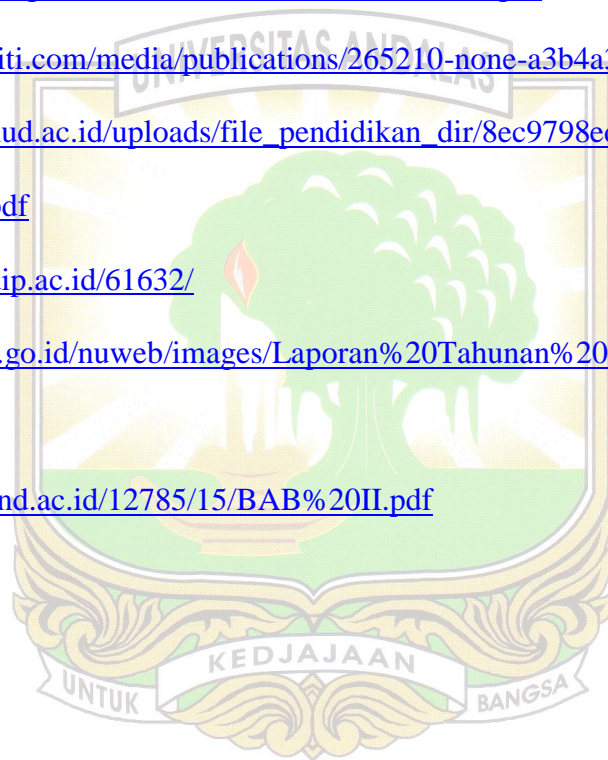 UNIVERSITAS ANDALAS
iti.com/media/publications/265210-none-a3b4a
ud.ac.id/uploads/file_pendidikan_dir/8ec9798e
df
ip.ac.id/61632/
.go.id/nuweb/images/Laporan%20Tahunan%20
nd.ac.id/12785/15/BAB%20II.pdf
KEDJAJAAN
UNTUK
BANGSA